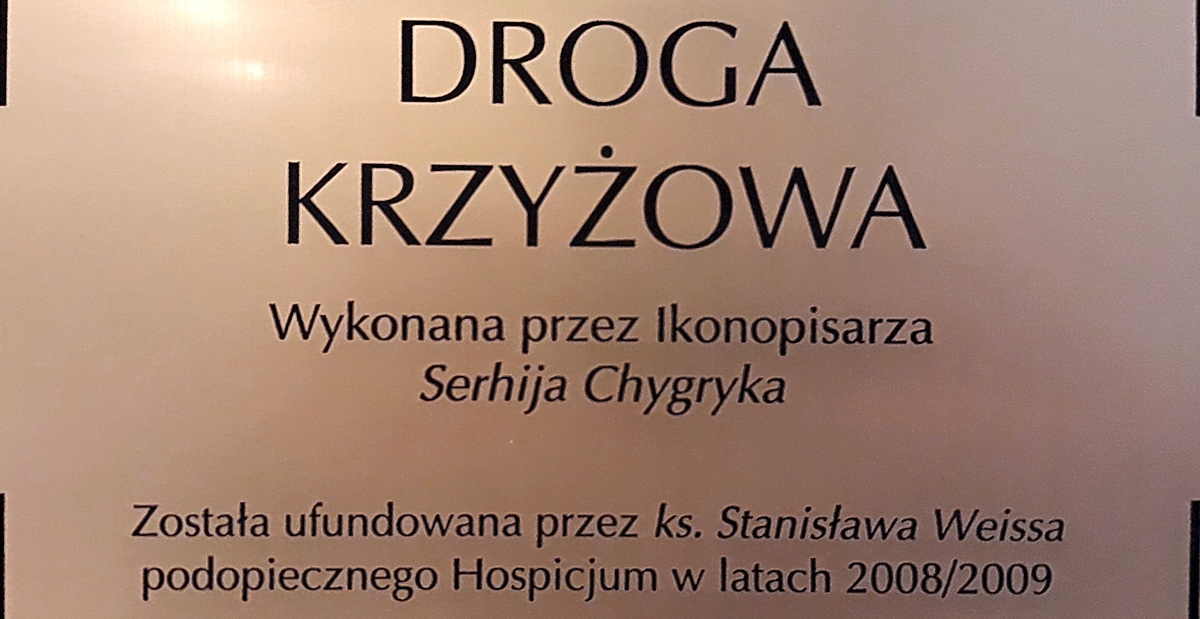 DROGA
KRZYŻOWA
Wykonana przez Ikonopisarza
Serhija Chygryka
Została ufundowana przez ks. Stanisława Weissa
podopiecznego Hospicjum w latach 2008/2009